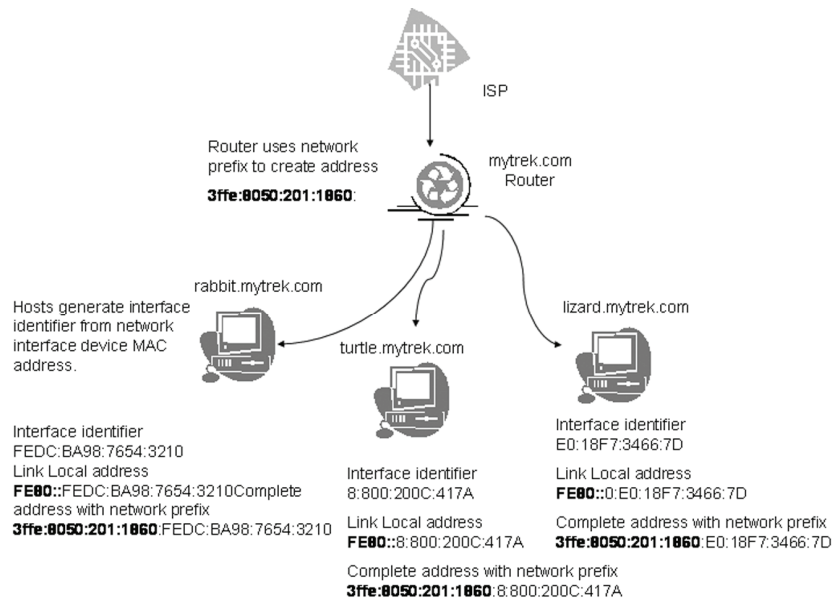 ISP
Router uses network
prefix to create address
3ffe:8050:201:1860:
mytrek.com
Router
rabbit.mytrek.com
Hosts generate interface
identifier from network
interface device MAC
address.
turtle.mytrek.com
lizard.mytrek.com
Interface identifier
FEDC:BA98:7654:3210
Link Local address
FE80::FEDC:BA98:7654:3210Complete
address with network prefix
3ffe:8050:201:1860:FEDC:BA98:7654:3210
Interface identifier
8:800:200C:417A
Link Local address
FE80::8:800:200C:417A
Complete address with network prefix
3ffe:8050:201:1860:8:800:200C:417A
Interface identifier
E0:18F7:3466:7D
Link Local address
FE80::0:E0:18F7:3466:7D
Complete address with network prefix
3ffe:8050:201:1860:E0:18F7:3466:7D